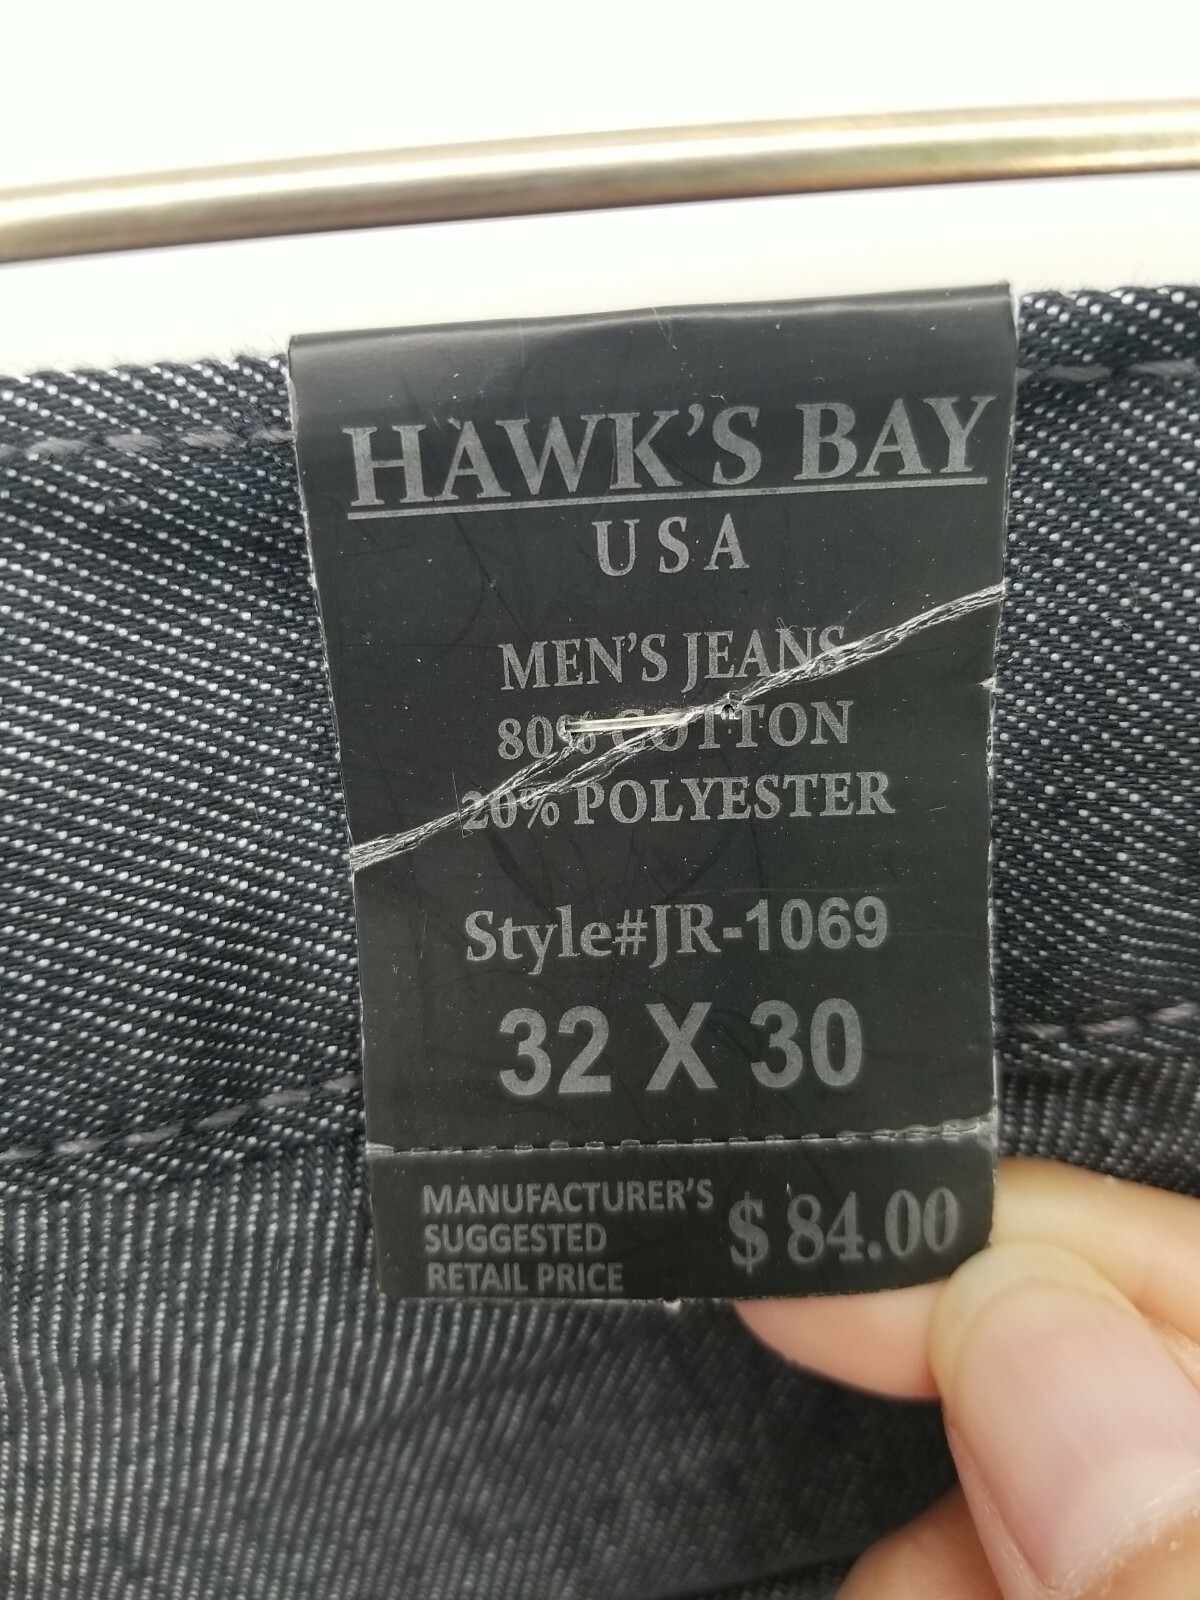 HAWK'S BAY
USA
MEN'S JEANS
80% COTTON
20% POLYESTER
Style#JR-1069
32 X 30
MANUFACTURER'S
SUGGESTED
RETAIL PRICE
$ 84.00